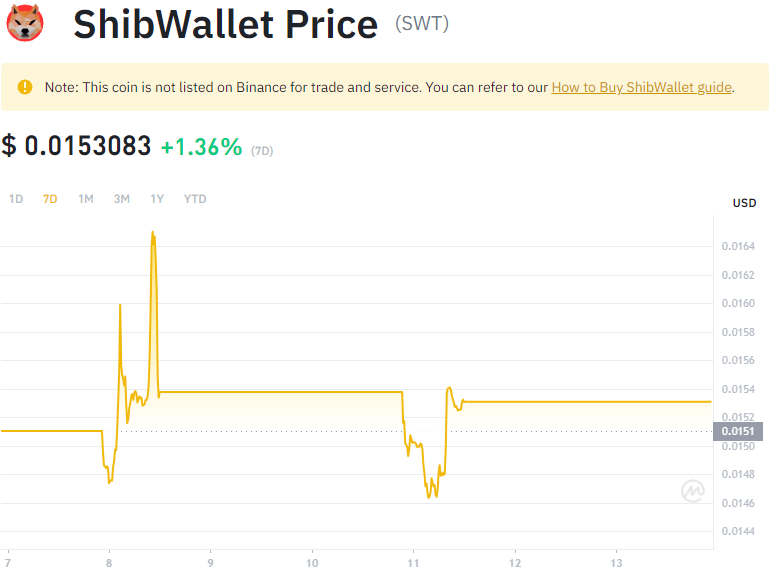 ShibWallet Price (SWT)
Note: This coin is not listed on Binance for trade and service. You can refer to our How to Buy ShibWallet guide.
$ 0.0153083 +1.36% (7D)
1D 7D 1M 3M 1Y YTD
USD
0.0164
0.0162
0.0160
0.0158
0.0156
0.0154
0.0152
0.0151
0.0150
0.0148
0.0146
0.0144
7 8 9 10 11 12 13